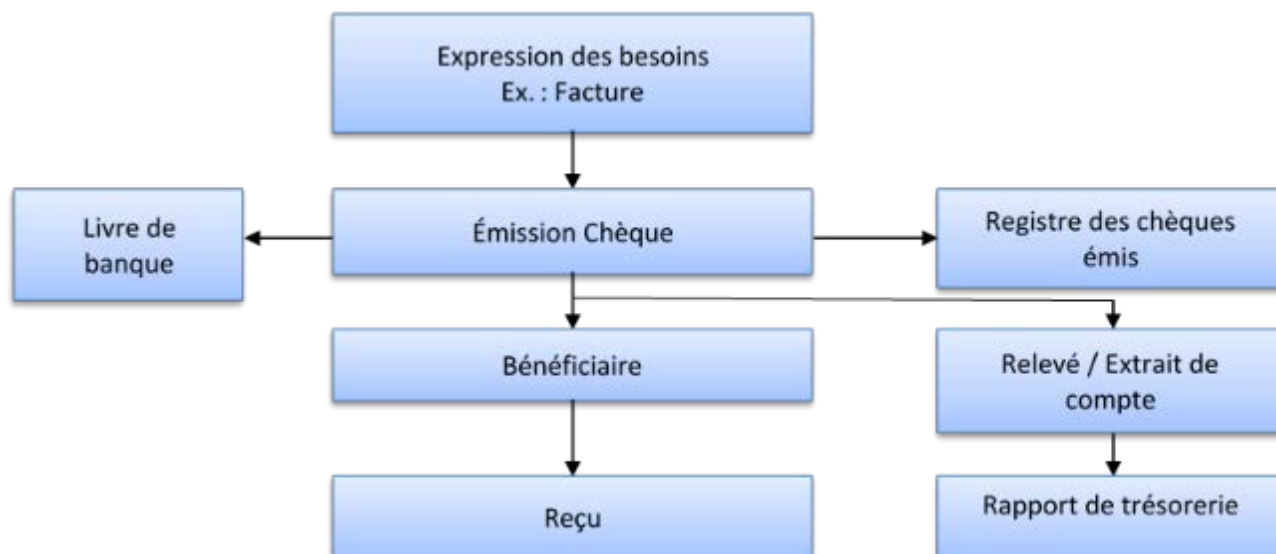 Expression des besoins
Ex. : Facture
Livre de
banque
Émission Chèque
Registre des chèques
émis
Bénéficiaire
Relevé / Extrait de
compte
Reçu
Rapport de trésorerie